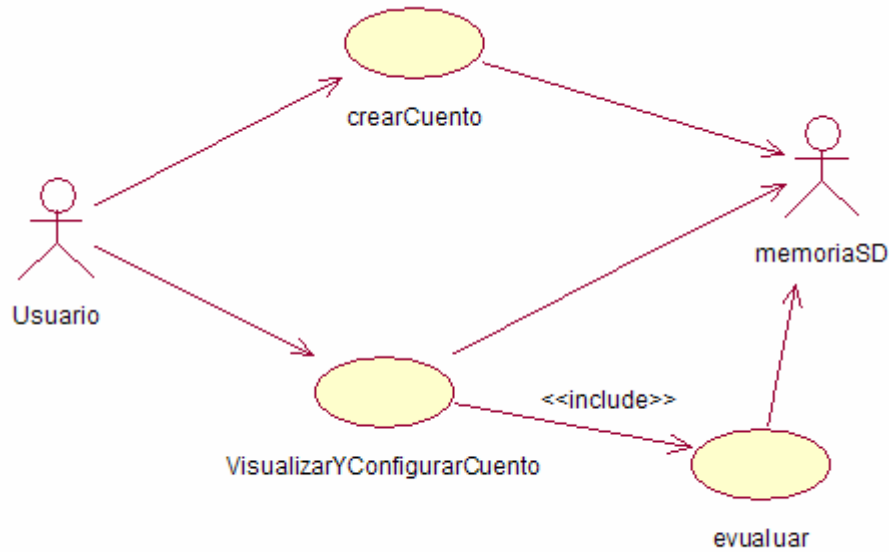 crearCuento
memoriaSD
Usuario
<<include>>
VisualizarYConfigurarCuento
evualuar